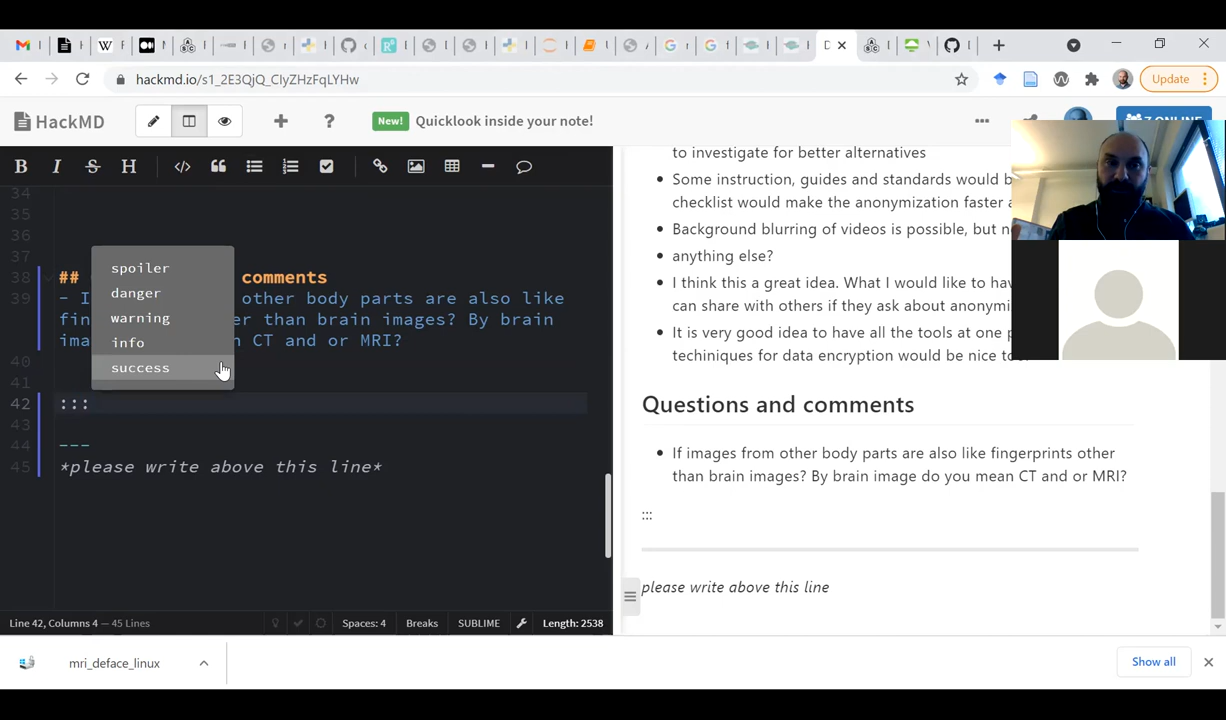 hackmd.io/s1_2E3QjQ_CIyZHzFqLYHw
Update
HackMD
New! Quicklook inside your note!
7 ONLINE
B I S H
34
35
36
37
38 ## comments
39 - I other body parts are also like
fin er than brain images? By brain
ima n CT and or MRI?
40
41
42 :::
43
44 ---
45 *please write above this line*
spoiler
danger
warning
info
success
to investigate for better alternatives
Some instruction, guides and standards would b
checklist would make the anonymization faster a
Background blurring of videos is possible, but n
anything else?
I think this a great idea. What I would like to ha
can share with others if they ask about anonymi
It is very good idea to have all the tools at one p
techiniques for data encryption would be nice to
Questions and comments
If images from other body parts are also like fingerprints other
than brain images? By brain image do you mean CT and or MRI?
:::
please write above this line
Line 42, Columns 4 — 45 Lines
Spaces: 4
Breaks
SUBLIME
Length: 2538
mri_deface_linux
Show all